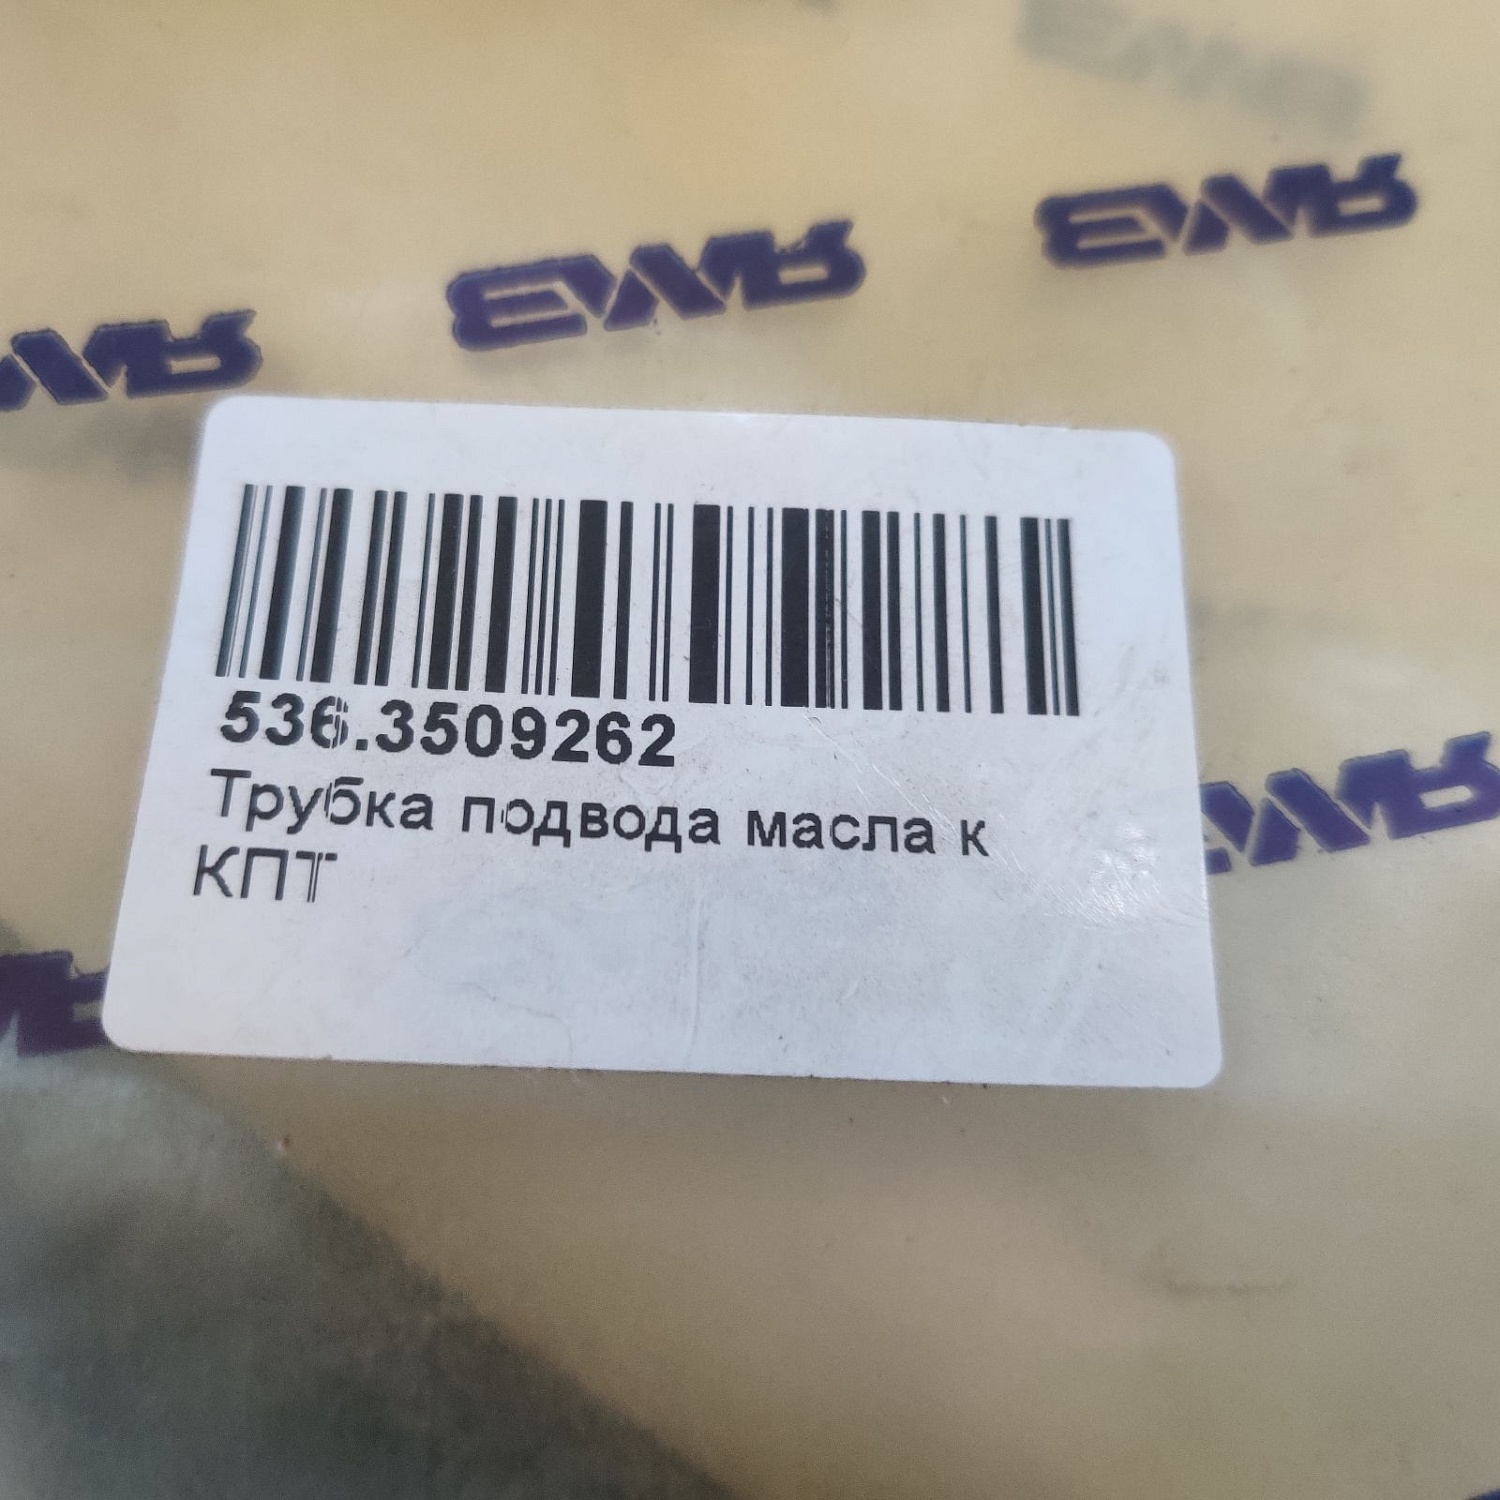 536.3509262
Трубка подвода масла к
КПТ